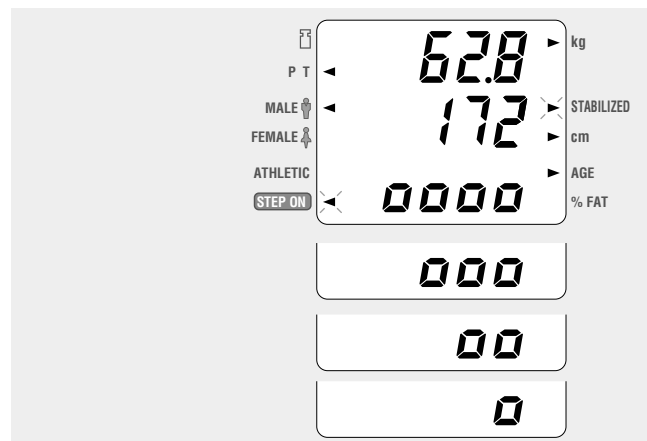 62.8 kg
P T
MALE 172 STABILIZED
FEMALE cm
ATHLETIC AGE
STEP ON 0000 % FAT
000
00
0